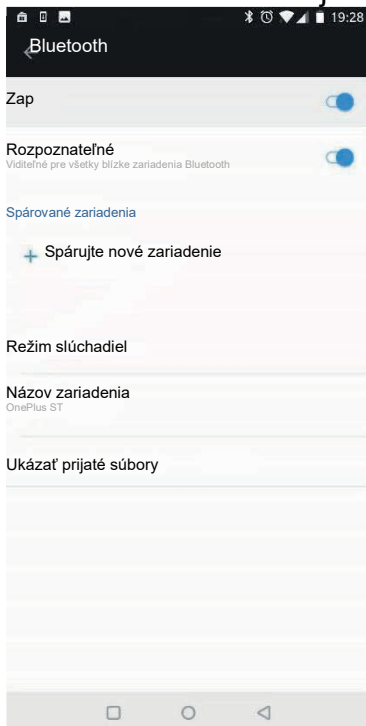 19:28
Bluetooth
Zap
Rozpoznateľné
Viditeľné pre všetky blízke zariadenia Bluetooth
Spárované zariadenia
+ Spárujte nové zariadenie
Režim slúchadiel
Názov zariadenia
OnePlus ST
Ukázať prijaté súbory